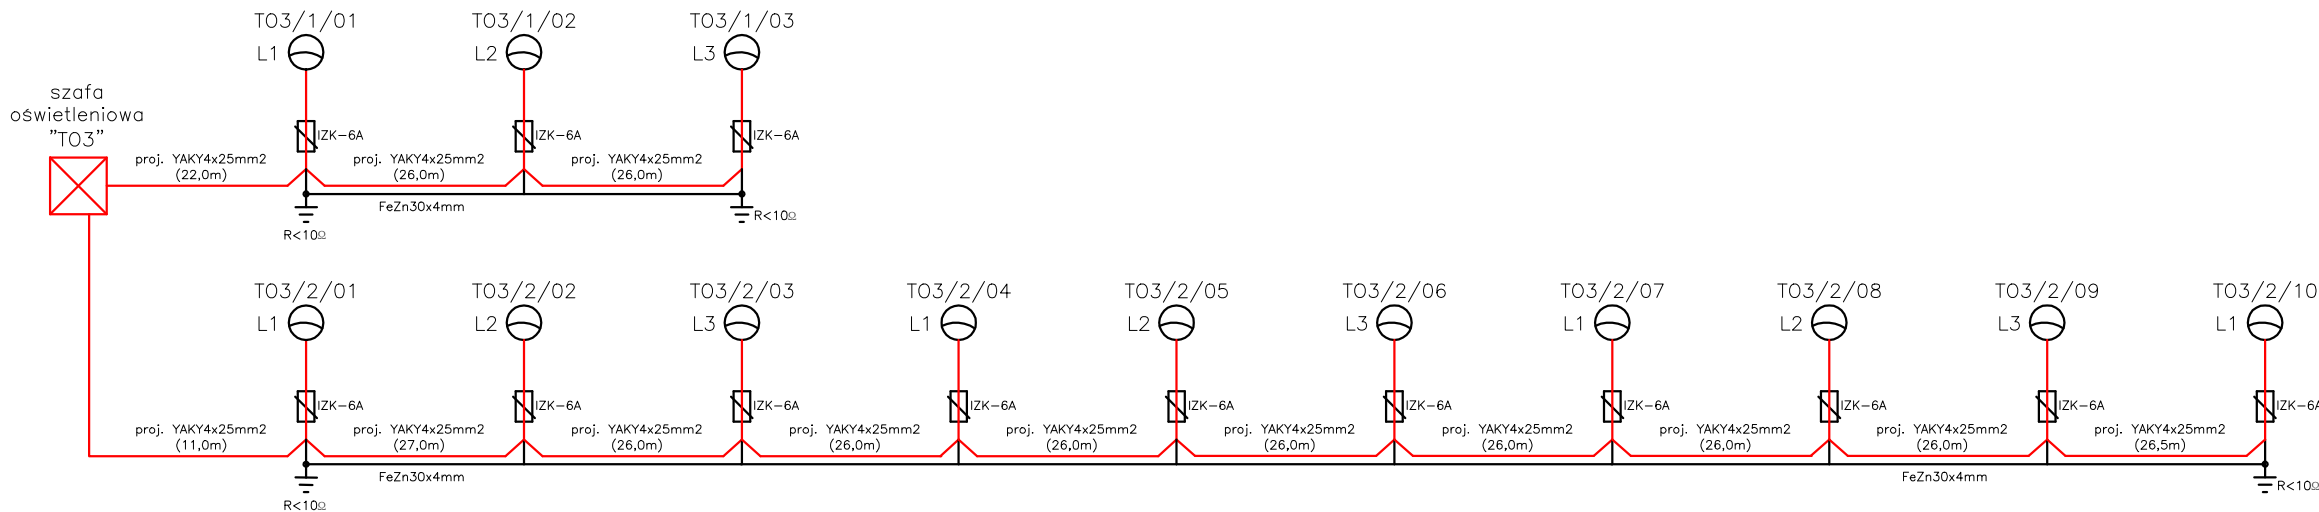 TO3/1/01 TO3/1/02 TO3/1/03
L1 L2 L3
szafa
oświetleniowa
"TO3"
IZK-6A IZK-6A IZK-6A
proj. YAKY4x25mm2 proj. YAKY4x25mm2 proj. YAKY4x25mm2
(22,0m) (26,0m) (26,0m)
FeZn30x4mm
R<10Ω
R<10Ω
TO3/2/01 TO3/2/02 TO3/2/03 TO3/2/04 TO3/2/05 TO3/2/06 TO3/2/07 TO3/2/08 TO3/2/09 TO3/2/10
L1 L2 L3 L1 L2 L3 L1 L2 L3 L1
IZK-6A IZK-6A IZK-6A IZK-6A IZK-6A IZK-6A IZK-6A IZK-6A IZK-6A IZK-6A
proj. YAKY4x25mm2 proj. YAKY4x25mm2 proj. YAKY4x25mm2 proj. YAKY4x25mm2 proj. YAKY4x25mm2 proj. YAKY4x25mm2 proj. YAKY4x25mm2 proj. YAKY4x25mm2 proj. YAKY4x25mm2 proj. YAKY4x25mm2
(11,0m) (27,0m) (26,0m) (26,0m) (26,0m) (26,0m) (26,0m) (26,0m) (26,0m) (26,5m)
FeZn30x4mm FeZn30x4mm
R<10Ω
R<10Ω